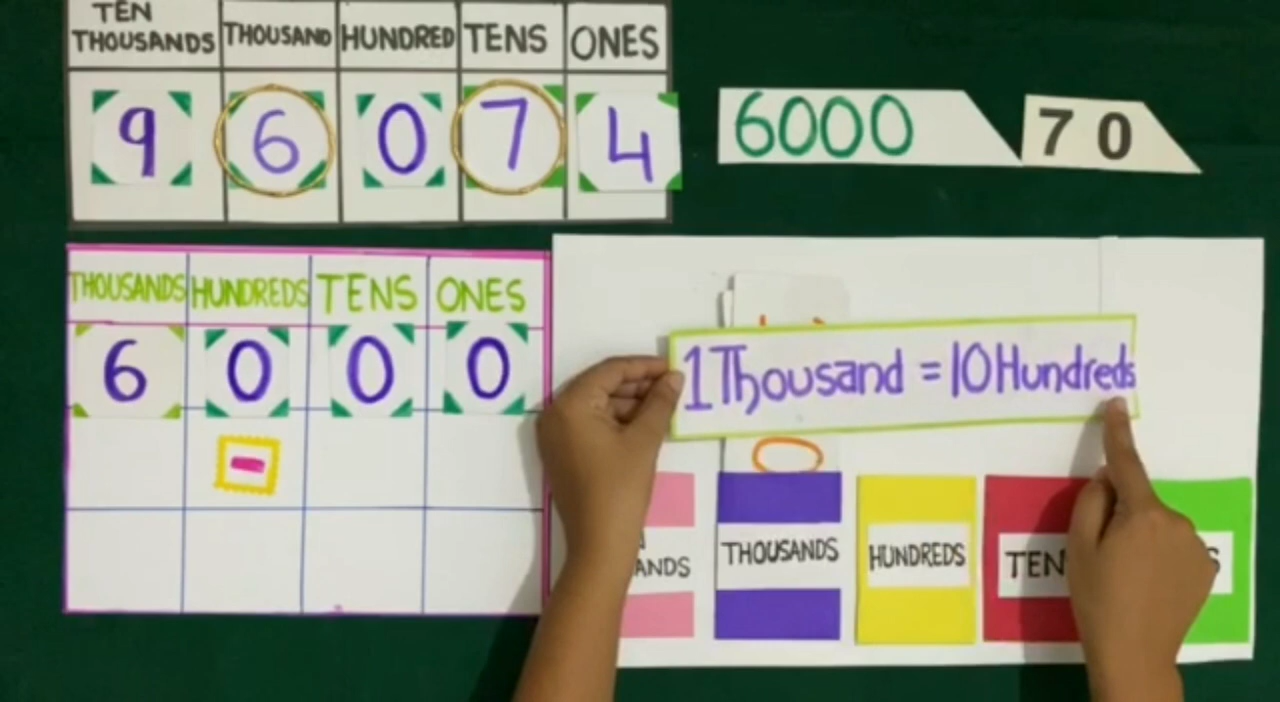 TEN THOUSANDS THOUSAND HUNDRED TENS ONES
9 6 0 7 4
6000 70
THOUSANDS HUNDREDS TENS ONES
6 0 0 0
-
1 Thousand = 10 Hundreds
THOUSANDS HUNDREDS